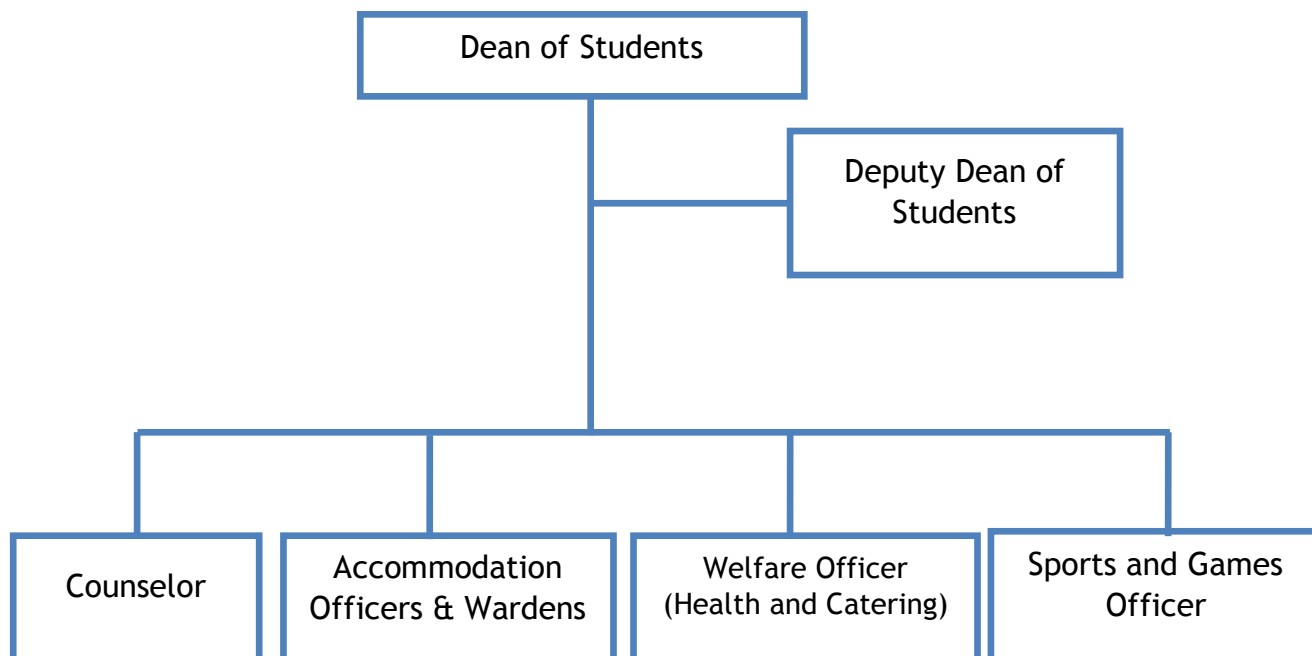 Dean of Students
Deputy Dean of
Students
Counselor
Accommodation
Officers & Wardens
Welfare Officer
(Health and Catering)
Sports and Games
Officer